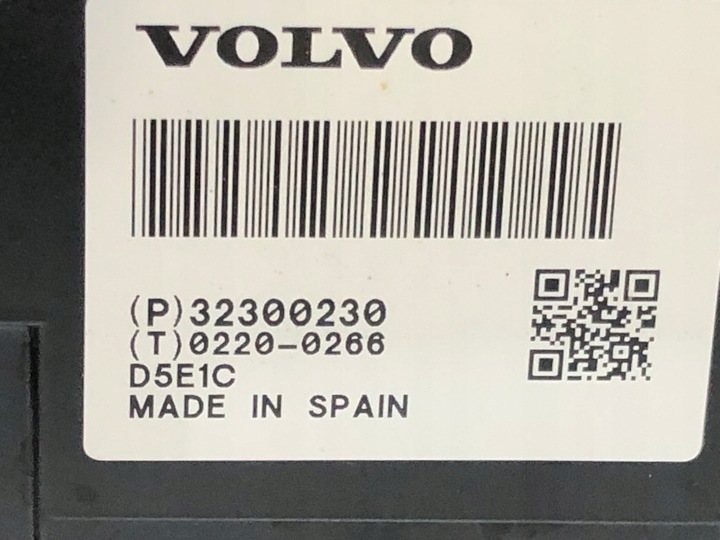 VOLVO
(P)32300230
(T)0220-0266
D5E1C
MADE IN SPAIN